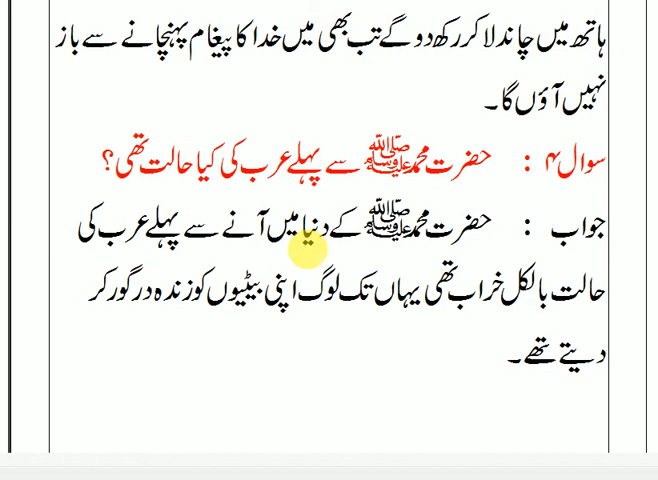 ہاتھ میں چاند لا کر رکھ دو گے تب بھی میں خدا کا پیغام پہنچانے سے باز
نہیں آؤں گا۔
سوال ۴ : حضرت محمد ﷺ سے پہلے عرب کی کیا حالت تھی؟
جواب : حضرت محمد ﷺ کے دنیا میں آنے سے پہلے عرب کی
حالت بالکل خراب تھی یہاں تک لوگ اپنی بیٹیوں کو زندہ در گور کر
دیتے تھے۔